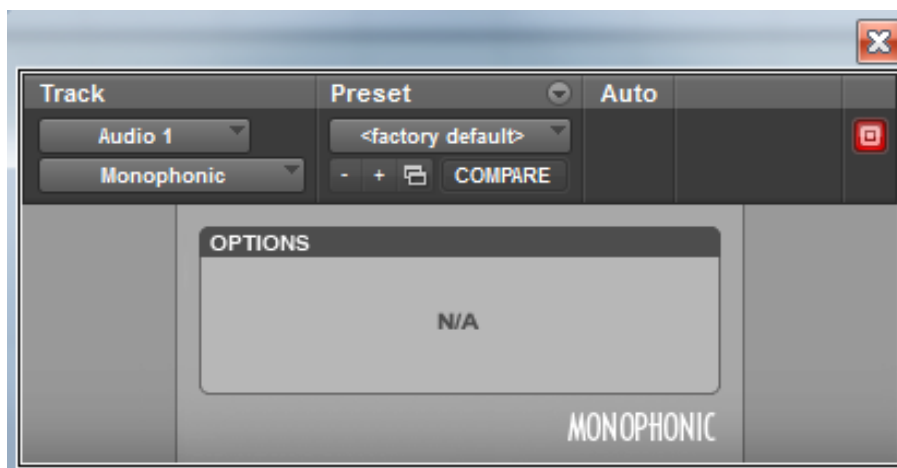 Track Preset Auto
Audio 1 <factory default>
Monophonic - + COMPARE
OPTIONS
N/A
MONOPHONIC